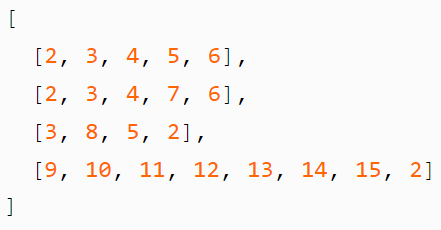 [
[2, 3, 4, 5, 6],
[2, 3, 4, 7, 6],
[3, 8, 5, 2],
[9, 10, 11, 12, 13, 14, 15, 2]
]